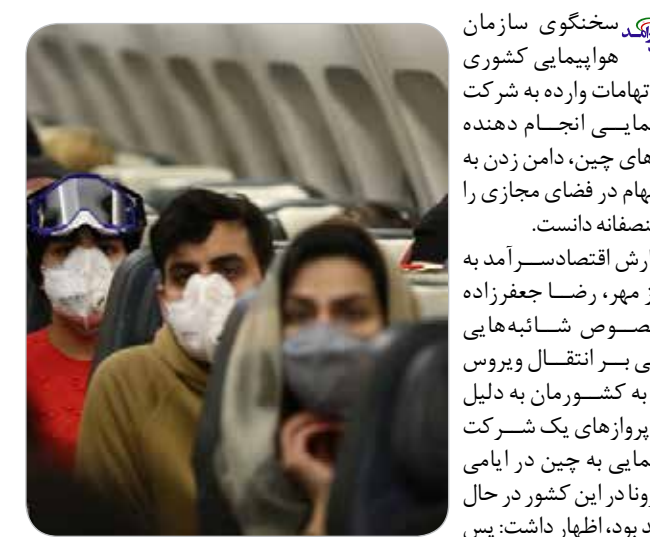 سخنگوی سازمان
هواپیمایی کشوری
تهامات وارده به شرکت
مایی انجام دهنده
های چین، دامن زدن به
هام در فضای مجازی را
نصفانه دانست.
ارش اقتصادسرآمد به
ز مهر، رضا جعفرزاده
صوص شائبه‌هایی
ی بر انتقال ویروس
به کشورمان به دلیل
پروازهای یک شرکت
مایی به چین در ایامی
ونا در این کشور در حال
د بود، اظهار داشت: پس